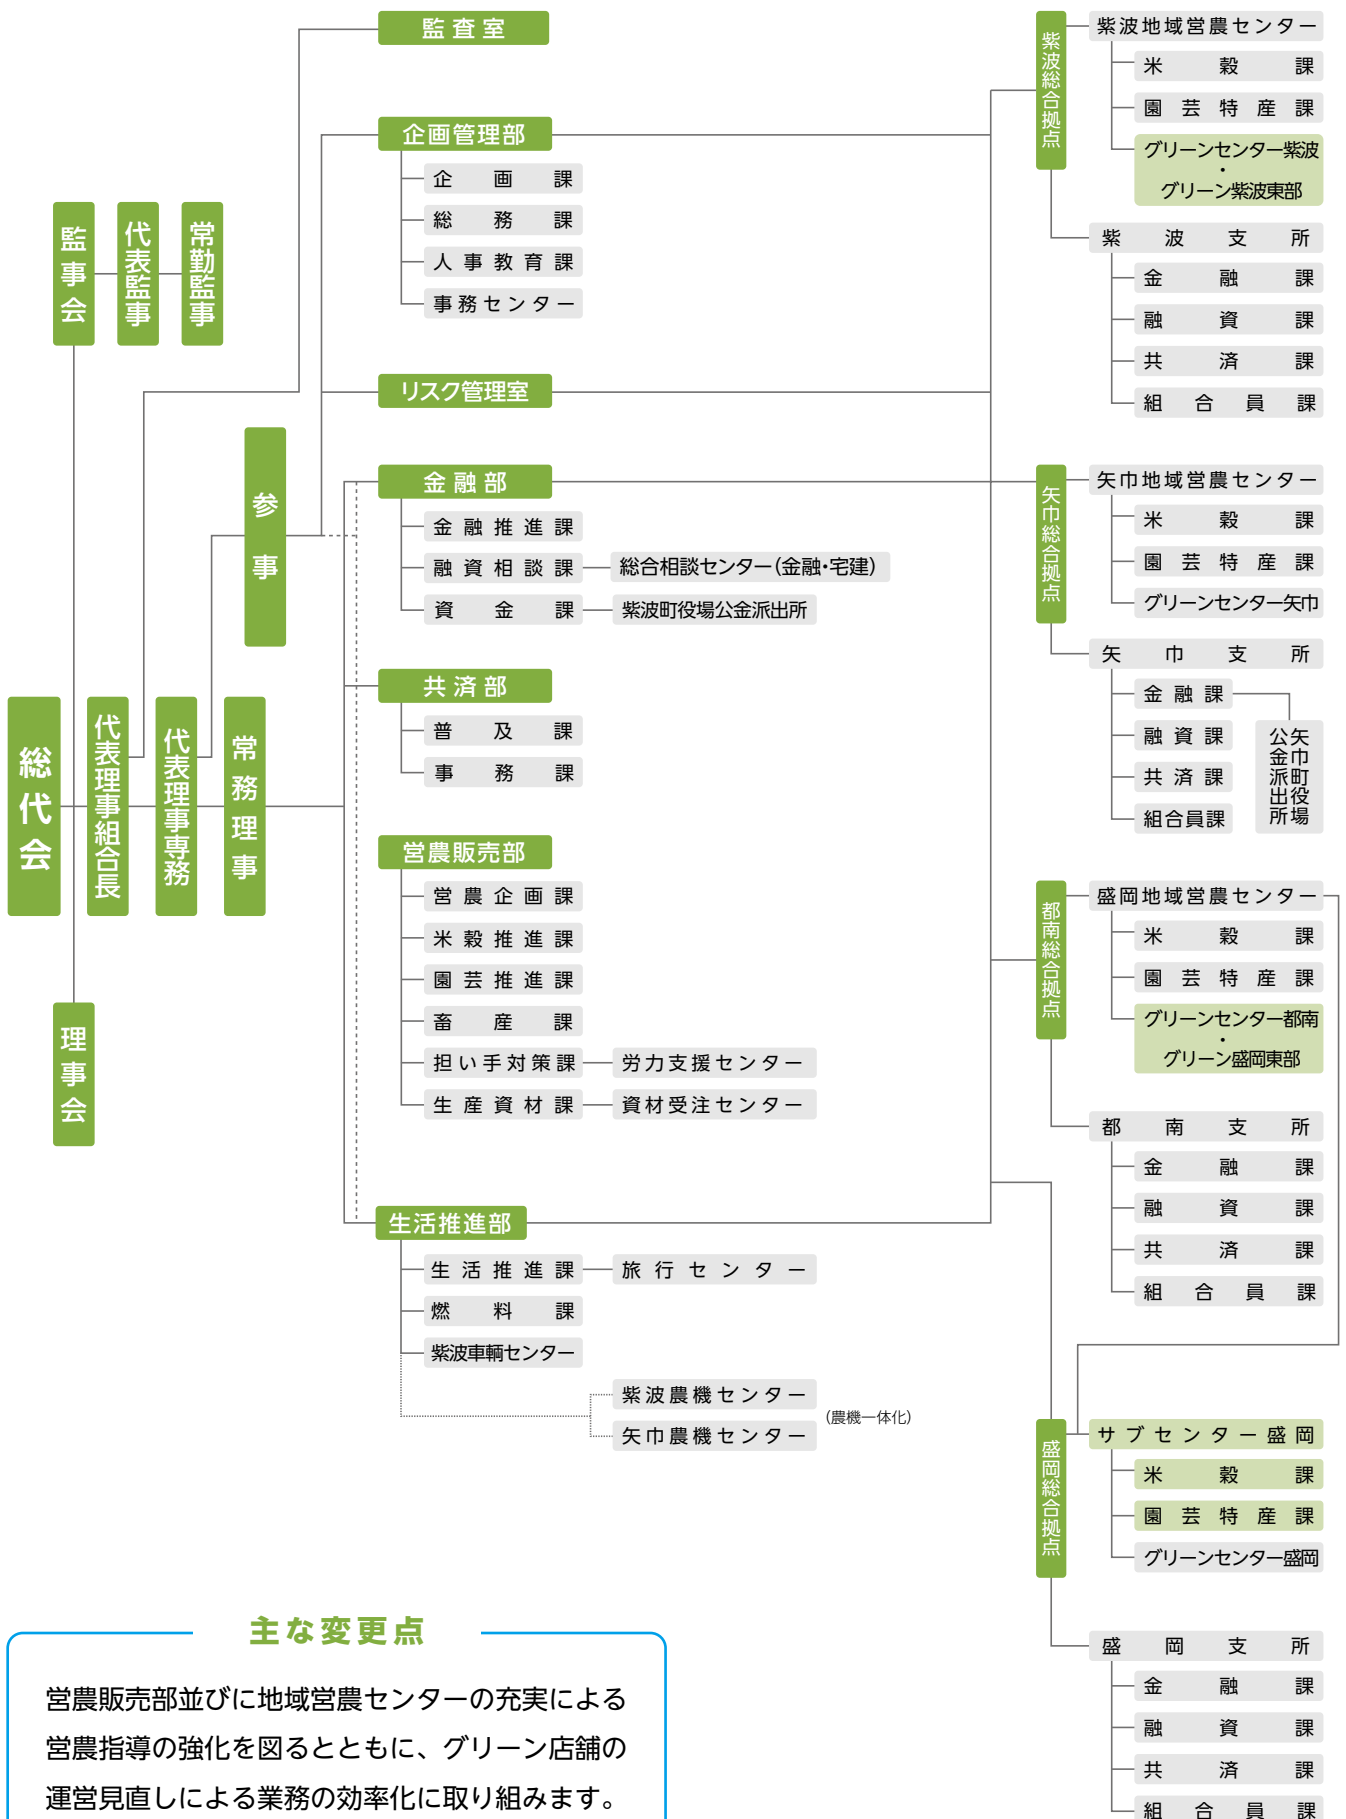 監査室
企画管理部
企画課
総務課
人事教育課
事務センター
リスク管理室
監事会
代表監事
常勤監事
参事
総代会
代表理事組合長
代表理事専務
常務理事
理事会
金融部
金融推進課
融資相談課
総合相談センター（金融・宅建）
資金課
紫波町役場公金派出所
共済部
普及課
事務課
営農販売部
営農企画課
米穀推進課
園芸推進課
畜産課
担い手対策課
労力支援センター
生産資材課
資材受注センター
生活推進部
生活推進課
旅行センター
燃料課
紫波車輌センター
紫波農機センター
矢巾農機センター
（農機一体化）
紫波総合拠点
紫波地域営農センター
米穀課
園芸特産課
グリーンセンター紫波
・
グリーン紫波東部
紫波支所
金融課
融資課
共済課
組合員課
矢巾総合拠点
矢巾地域営農センター
米穀課
園芸特産課
グリーンセンター矢巾
矢巾支所
金融課
融資課
共済課
組合員課
矢巾町役場
公金派出所
都南総合拠点
盛岡地域営農センター
米穀課
園芸特産課
グリーンセンター都南
・
グリーン盛岡東部
都南支所
金融課
融資課
共済課
組合員課
盛岡総合拠点
サブセンター盛岡
米穀課
園芸特産課
グリーンセンター盛岡
盛岡支所
金融課
融資課
共済課
組合員課
主な変更点
営農販売部並びに地域営農センターの充実による
営農指導の強化を図るとともに、グリーン店舗の
運営見直しによる業務の効率化に取り組みます。